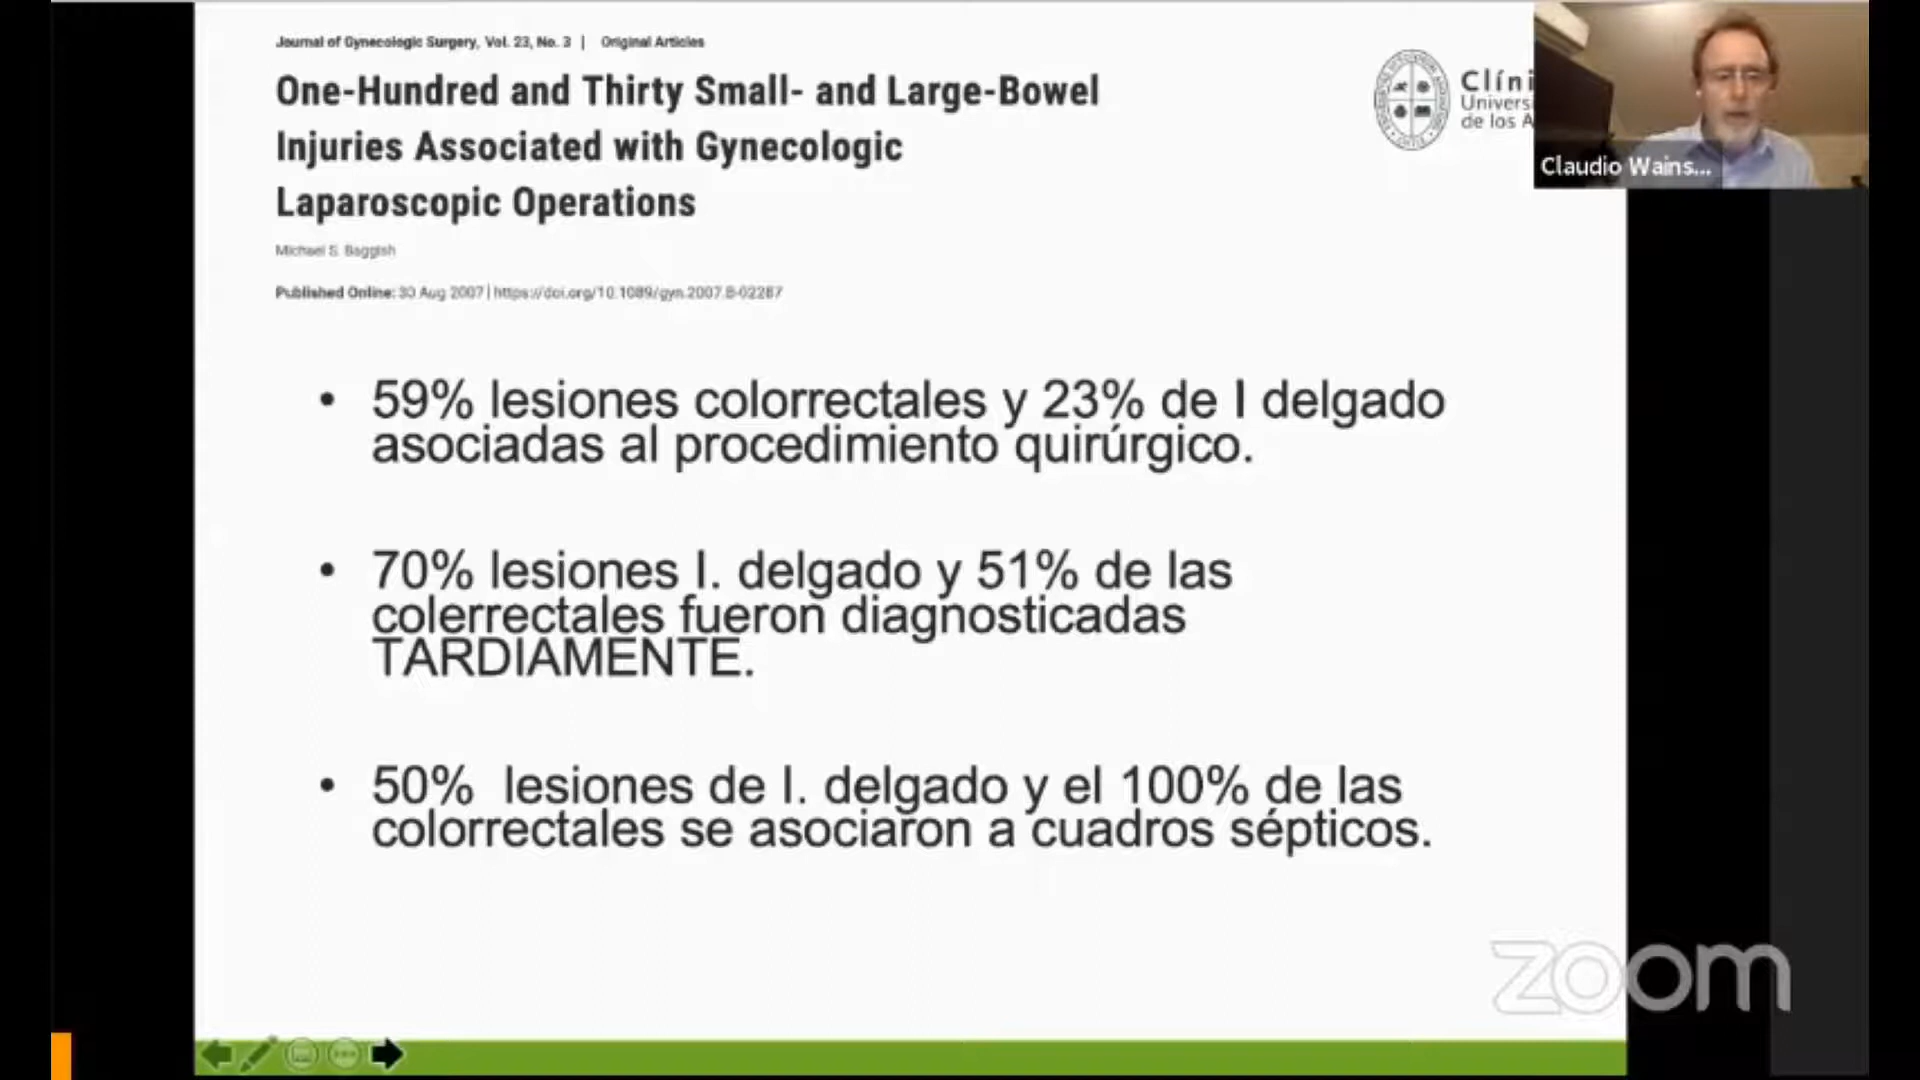 Journal of Gynecologic Surgery, Vol. 23, No. 3 | Original Articles
One-Hundred and Thirty Small- and Large-Bowel
Injuries Associated with Gynecologic
Laparoscopic Operations
Michael S. Baggish
Published Online: 30 Aug 2007 | https://doi.org/10.1089/gyn.2007.B-02287
Clíni
Univers
de los A
Claudio Wains...
• 59% lesiones colorrectales y 23% de I delgado
asociadas al procedimiento quirúrgico.
• 70% lesiones I. delgado y 51% de las
colerrectales fueron diagnosticadas
TARDIAMENTE.
• 50% lesiones de I. delgado y el 100% de las
colorrectales se asociaron a cuadros sépticos.
zoom